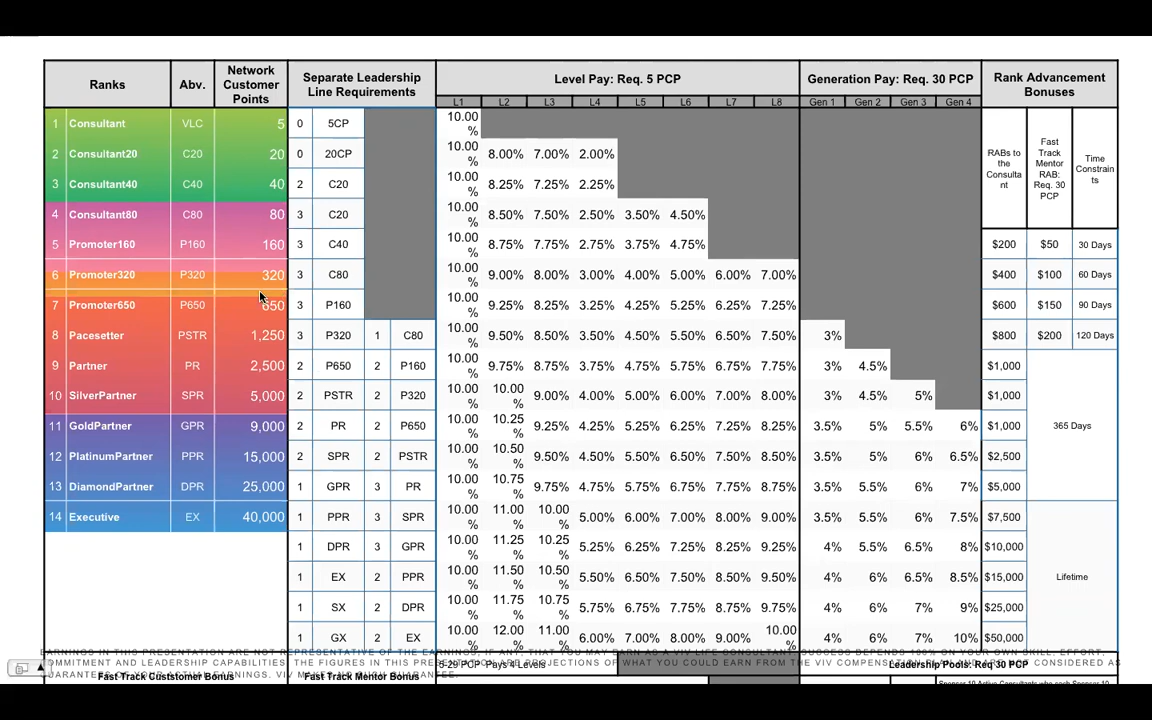 Ranks Abv. Network Customer Points Separate Leadership Line Requirements Level Pay: Req. 5 PCP Generation Pay: Req. 30 PCP Rank Advancement Bonuses
L1 L2 L3 L4 L5 L6 L7 L8 Gen 1 Gen 2 Gen 3 Gen 4
RABs to the Consultant Fast Track Mentor RAB: Req. 30 PCP Time Constraints
1 Consultant VLC 5 0 5CP 10.00%
2 Consultant20 C20 20 0 20CP 10.00% 8.00% 7.00% 2.00%
3 Consultant40 C40 40 2 C20 10.00% 8.25% 7.25% 2.25%
4 Consultant80 C80 80 3 C20 10.00% 8.50% 7.50% 2.50% 3.50% 4.50%
5 Promoter160 P160 160 3 C40 10.00% 8.75% 7.75% 2.75% 3.75% 4.75% $200 $50 30 Days
6 Promoter320 P320 320 3 C80 10.00% 9.00% 8.00% 3.00% 4.00% 5.00% 6.00% 7.00% $400 $100 60 Days
7 Promoter650 P650 650 3 P160 10.00% 9.25% 8.25% 3.25% 4.25% 5.25% 6.25% 7.25% $600 $150 90 Days
8 Pacesetter PSTR 1,250 3 P320 1 C80 10.00% 9.50% 8.50% 3.50% 4.50% 5.50% 6.50% 7.50% 3% $800 $200 120 Days
9 Partner PR 2,500 2 P650 2 P160 10.00% 9.75% 8.75% 3.75% 4.75% 5.75% 6.75% 7.75% 3% 4.5% $1,000
10 SilverPartner SPR 5,000 2 PSTR 2 P320 10.00% 10.00% 9.00% 4.00% 5.00% 6.00% 7.00% 8.00% 3% 4.5% 5% $1,000
11 GoldPartner GPR 9,000 2 PR 2 P650 10.00% 10.25% 9.25% 4.25% 5.25% 6.25% 7.25% 8.25% 3.5% 5% 5.5% 6% $1,000 365 Days
12 PlatinumPartner PPR 15,000 2 SPR 2 PSTR 10.00% 10.50% 9.50% 4.50% 5.50% 6.50% 7.50% 8.50% 3.5% 5% 6% 6.5% $2,500
13 DiamondPartner DPR 25,000 1 GPR 3 PR 10.00% 10.75% 9.75% 4.75% 5.75% 6.75% 7.75% 8.75% 3.5% 5.5% 6% 7% $5,000
14 Executive EX 40,000 1 PPR 3 SPR 10.00% 11.00% 10.00% 5.00% 6.00% 7.00% 8.00% 9.00% 3.5% 5.5% 6% 7.5% $7,500
1 DPR 3 GPR 10.00% 11.25% 10.25% 5.25% 6.25% 7.25% 8.25% 9.25% 4% 5.5% 6.5% 8% $10,000
1 EX 2 PPR 10.00% 11.50% 10.50% 5.50% 6.50% 7.50% 8.50% 9.50% 4% 6% 6.5% 8.5% $15,000 Lifetime
1 SX 2 DPR 10.00% 11.75% 10.75% 5.75% 6.75% 7.75% 8.75% 9.75% 4% 6% 7% 9% $25,000
1 GX 2 EX 10.00% 12.00% 11.00% 6.00% 7.00% 8.00% 9.00% 10.00% 4% 6% 7% 10% $50,000
5-29 PCP - Pays 4 Levels Leadership Pools: Req 30 PCP
Fast Track Customer Bonus Fast Track Mentor Bonus